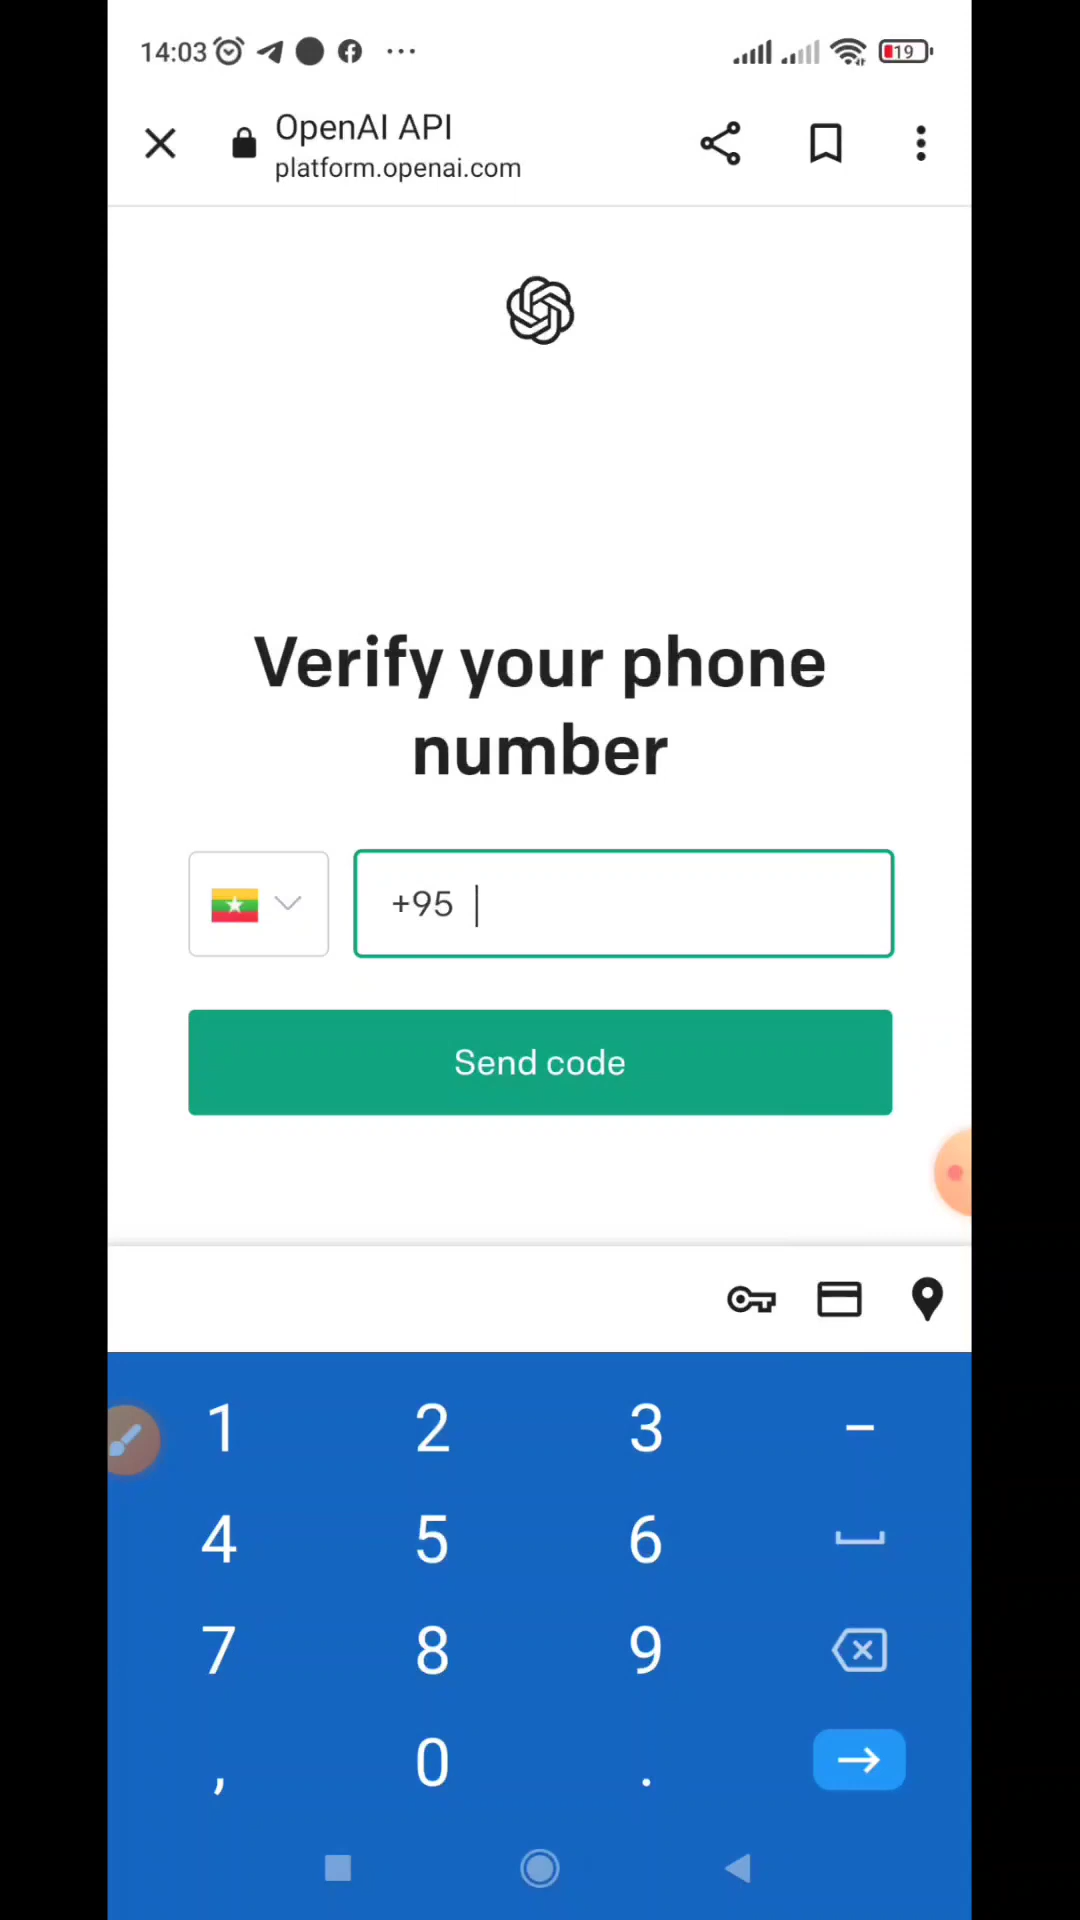 14:03
19
OpenAI API
platform.openai.com
Verify your phone
number
+95
Send code
1 2 3 -
4 5 6
7 8 9
, 0 .